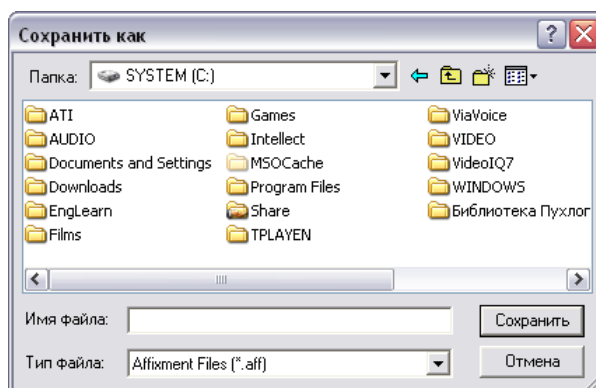 Сохранить как
Папка: SYSTEM (C:)
ATI
AUDIO
Documents and Settings
Downloads
EngLearn
Films
Games
Intellect
MSOCache
Program Files
Share
TPLAYEN
ViaVoice
VIDEO
VideoIQ7
WINDOWS
Библиотека Пухлог
Имя файла:
Сохранить
Тип файла: Affixment Files (*.aff)
Отмена